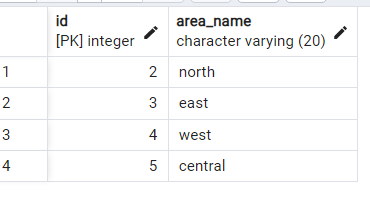 id area_name
[PK] integer character varying (20)
1 2 north
2 3 east
3 4 west
4 5 central